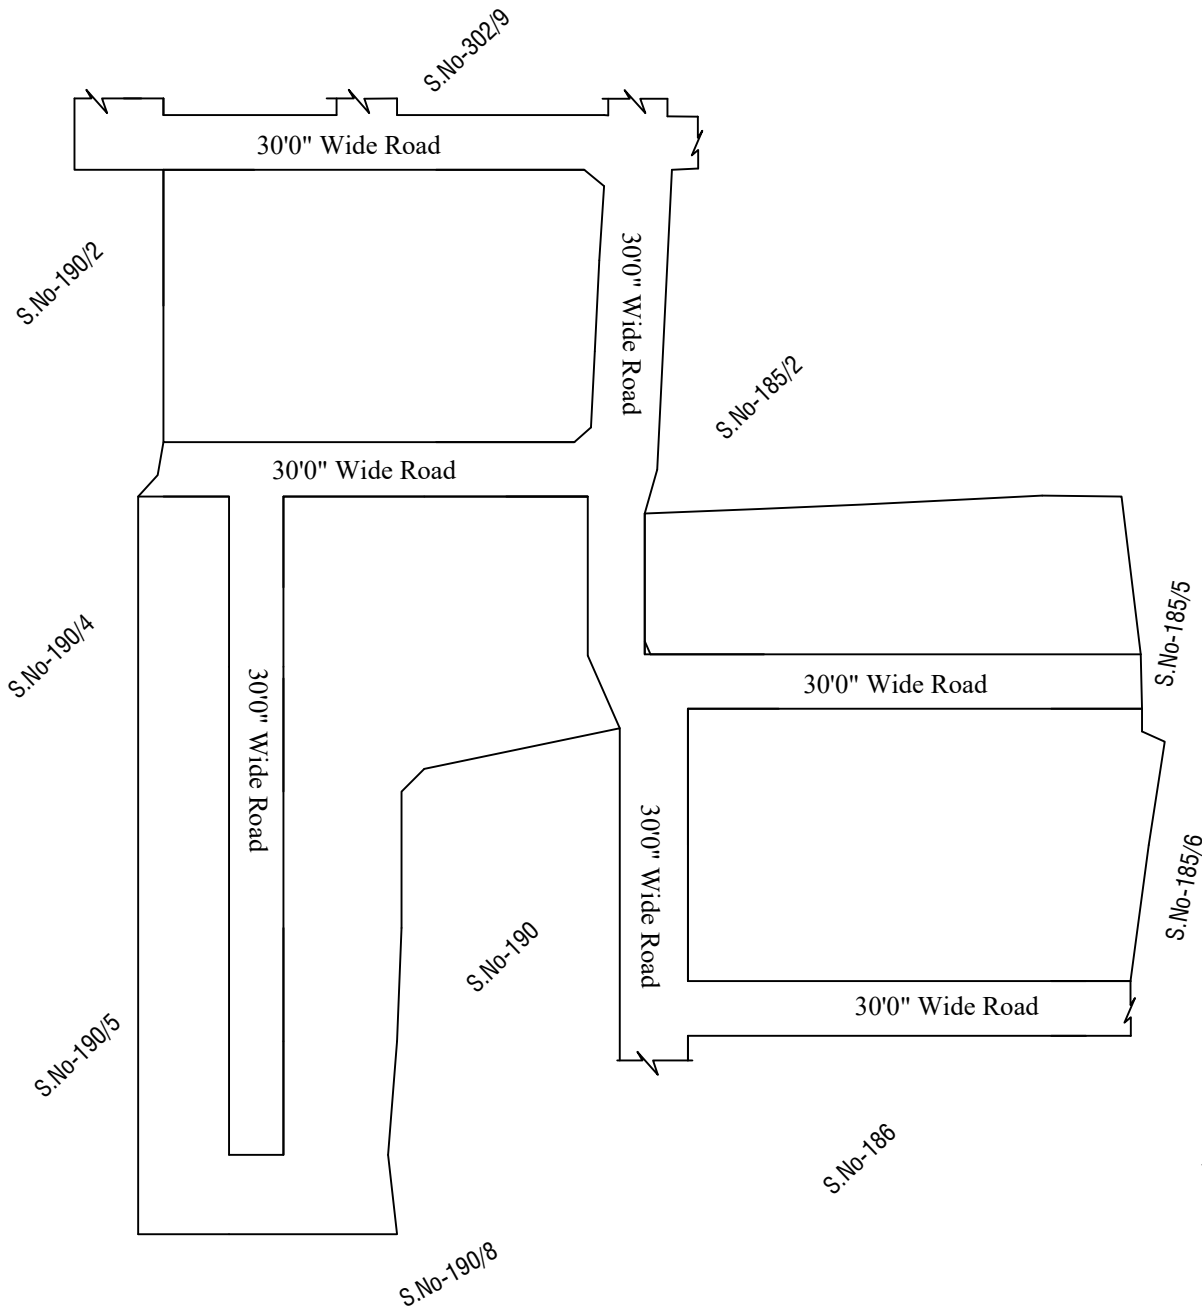 S.No-302/9
30'0" Wide Road
S.No-190/2
30'0" Wide Road
S.No-185/2
30'0" Wide Road
S.No-190/4
S.No-185/5
30'0" Wide Road
30'0" Wide Road
30'0" Wide Road
S.No-185/6
S.No-190
30'0" Wide Road
S.No-190/5
S.No-186
S.No-190/8